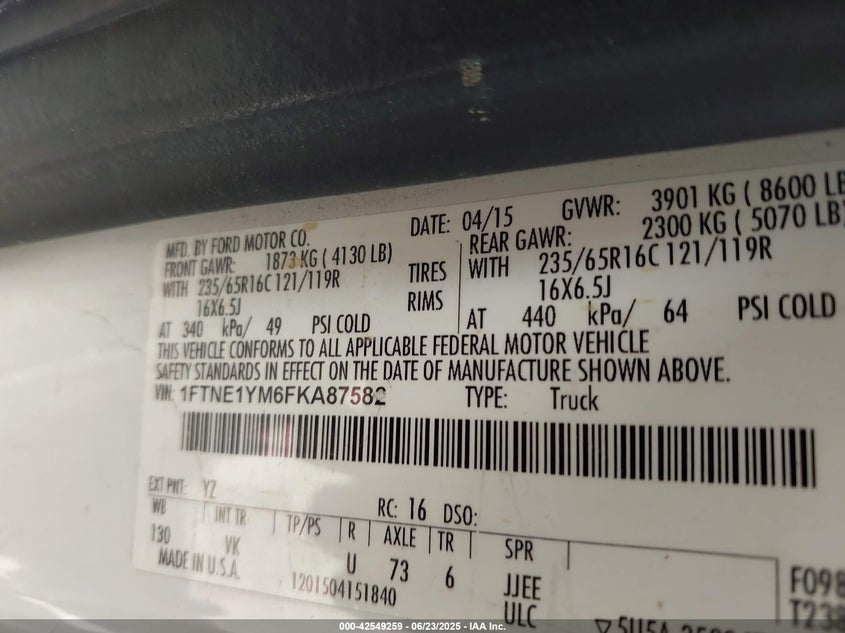 MFD. BY FORD MOTOR CO. DATE: 04/15 GVWR: 3901 KG ( 8600 LB
FRONT GAWR: 1873 KG ( 4130 LB) REAR GAWR: 2300 KG ( 5070 LB)
WITH 235/65R16C 121/119R TIRES WITH 235/65R16C 121/119R
16X6.5J RIMS 16X6.5J
AT 340 kPa/ 49 PSI COLD AT 440 kPa/ 64 PSI COLD
THIS VEHICLE CONFORMS TO ALL APPLICABLE FEDERAL MOTOR VEHICLE
SAFETY STANDARDS IN EFFECT ON THE DATE OF MANUFACTURE SHOWN ABOVE.
VIN: 1FTNE1YM6FKA87582 TYPE: Truck
EXT PNT: YZ RC: 16 DSO:
WB INT TR TP/PS R AXLE TR SPR
130 VK U 73 6 JJEE
MADE IN U.S.A. 1201504151840 ULC
F098
T238
000-42549259 - 06/23/2025 - IAA Inc.